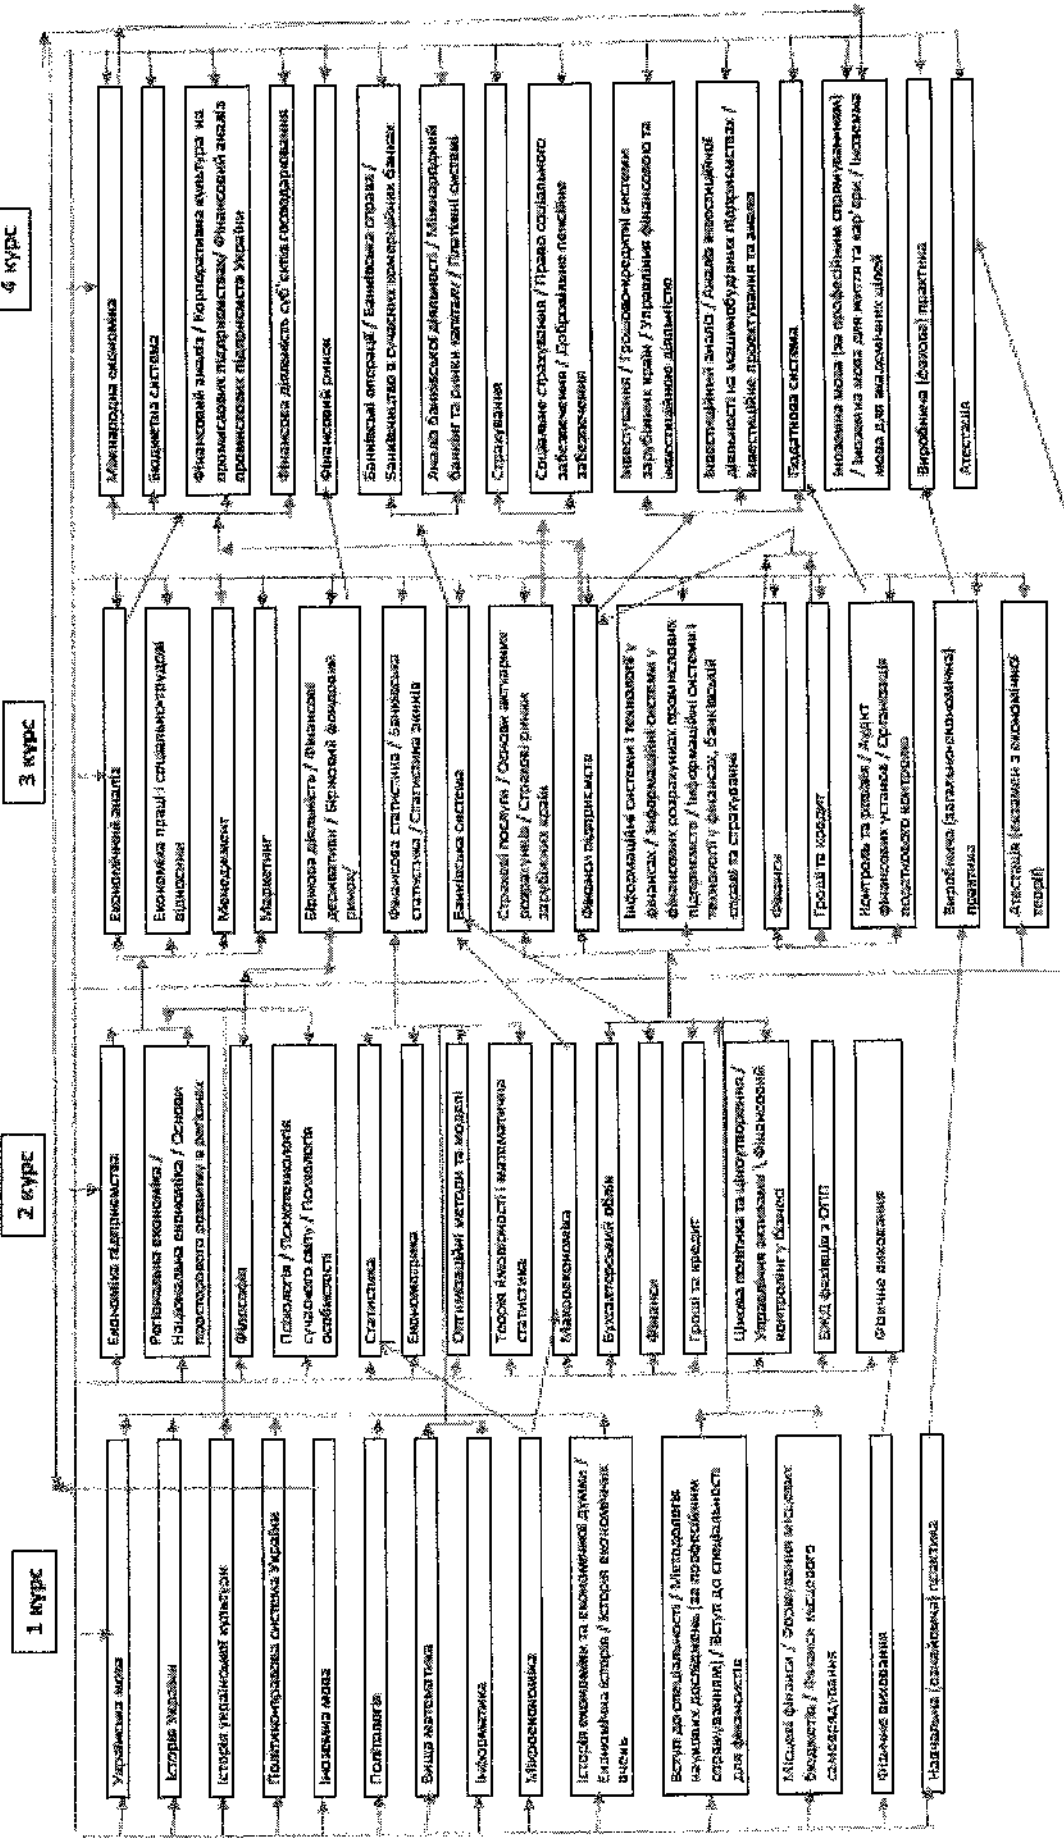 1 курс
Українська мова
Історія України
Історія української культури
Політико-правова система України
Іноземна мова
Політологія
Вища математика
Інформатика
Мікроекономіка
Історія економіки та економічної думки /
Економічна історія / Історія економічних
вчень
Вступ до спеціальності / Методологія
наукових досліджень (за професійним
спрямуванням) / Вступ до спеціальності
для фінансистів
Місцеві фінанси / Формування місцевих
бюджетів / Фінанси місцевого
самоврядування
Фізичне виховання
Навчальна (ознайомча) практика
2 курс
Економіка підприємства
Регіональна економіка /
Національна економіка / Основи
просторового розвитку в регіонах
Філософія
Психологія / Психотехнологія
сучасного світу / Психологія
особистості
Статистика
Економетрика
Оптимізаційні методи та моделі
Теорія ймовірності і математична
статистика
Макроекономіка
Бухгалтерський облік
Фінанси
Гроші та кредит
Цінова політика та ціноутворення /
Управління активами \ Фінансовий
контролінг у бізнесі
БЖД фахівця з ОПП
Фізичне виховання
3 курс
Економічний аналіз
Економіка праці і соціально-трудові
відносини
Менеджмент
Маркетинг
Біржова діяльність / Фінансові
деривативи / Біржовий фондовий
ринок/
Фінансова статистика / Банківська
статистика / Статистика ринків
Банківська система
Страхові послуги / Основи актуарних
розрахунків / Страхові ринки
зарубіжних країн
Фінанси підприємств
Інформаційні системи і технології у
фінансах / Інформаційні системи у
фінансових розрахунках промислових
підприємств / Інформаційні системи і
технології у фінансах, банківській
справі та страхуванні
Фінанси
Гроші та кредит
Контроль та ревізія / Аудит
фінансових установ / Організація
податкового контролю
Виробнича (загально-економічна)
практика
Атестація (екзамен з економічної
теорії)
4 курс
Міжнародна економіка
Бюджетна система
Фінансовий аналіз / Корпоративна культура на
промислових підприємствах/ Фінансовий аналіз
промислових підприємств України
Фінансова діяльність суб'єктів господарювання
Фінансовий ринок
Банківські операції / Банківська справа /
Банківництво в сучасних комерційних банках
Аналіз банківської діяльності / Міжнародний
банкінг та ринки капіталу / Платіжні системи
Страхування
Соціальне страхування / Право соціального
забезпечення / Добровільне пенсійне
забезпечення
Інвестування / Грошово-кредитні системи
зарубіжних країн / Управління фінансовою та
інвестиційною діяльністю
Інвестиційний аналіз / Аналіз інвестиційної
діяльності на машинобудівних підприємствах /
Інвестиційне проектування та аналіз
Податкова система
Іноземна мова (за професійним спрямуванням)
/ Іноземна мова для життя та кар'єри / Іноземна
мова для академічних цілей
Виробнича (фахова) практика
Атестація